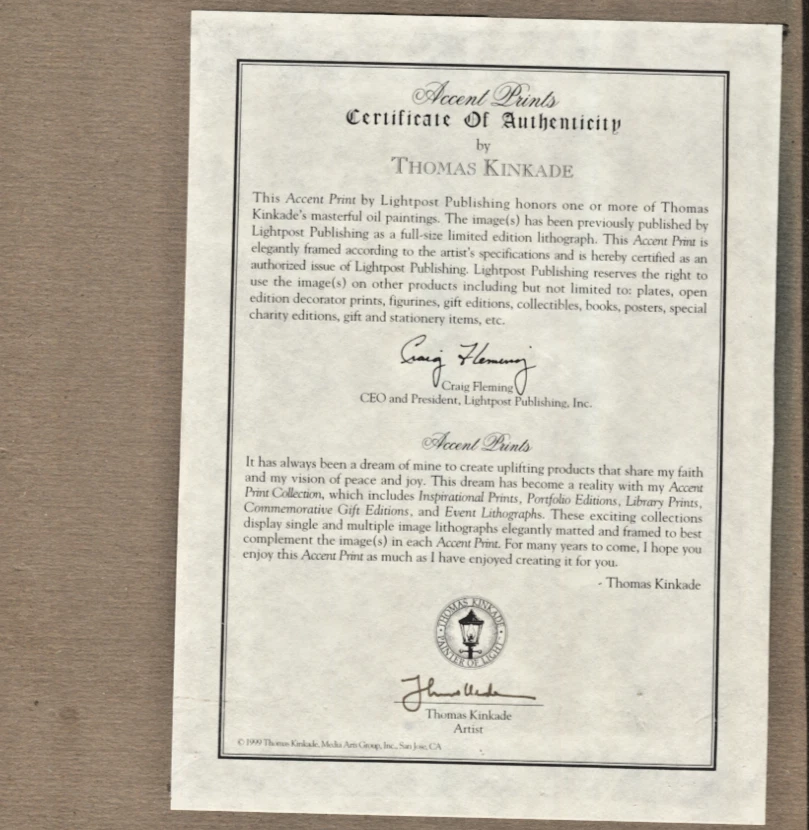 Accent Prints
Certificate Of Authenticity
by
THOMAS KINKADE
This Accent Print by Lightpost Publishing honors one or more of Thomas
Kinkade's masterful oil paintings. The image(s) has been previously published by
Lightpost Publishing as a full-size limited edition lithograph. This Accent Print is
elegantly framed according to the artist's specifications and is hereby certified as an
authorized issue of Lightpost Publishing. Lightpost Publishing reserves the right to
use the image(s) on other products including but not limited to: plates, open
edition decorator prints, figurines, gift editions, collectibles, books, posters, special
charity editions, gift and stationery items, etc.
Craig Fleming
Craig Fleming
CEO and President, Lightpost Publishing, Inc.
Accent Prints
It has always been a dream of mine to create uplifting products that share my faith
and my vision of peace and joy. This dream has become a reality with my Accent
Print Collection, which includes Inspirational Prints, Portfolio Editions, Library Prints,
Commemorative Gift Editions, and Event Lithographs. These exciting collections
display single and multiple image lithographs elegantly matted and framed to best
complement the image(s) in each Accent Print. For many years to come, I hope you
enjoy this Accent Print as much as I have enjoyed creating it for you.
- Thomas Kinkade
THOMAS KINKADE
PAINTER OF LIGHT
Thomas Kinkade
Artist
© 1999 Thomas Kinkade, Media Arts Group, Inc., San Jose, CA